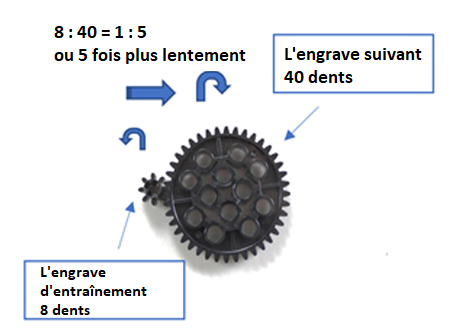 8 : 40 = 1 : 5
ou 5 fois plus lentement
L'engrave suivant
40 dents
L'engrave
d'entraînement
8 dents